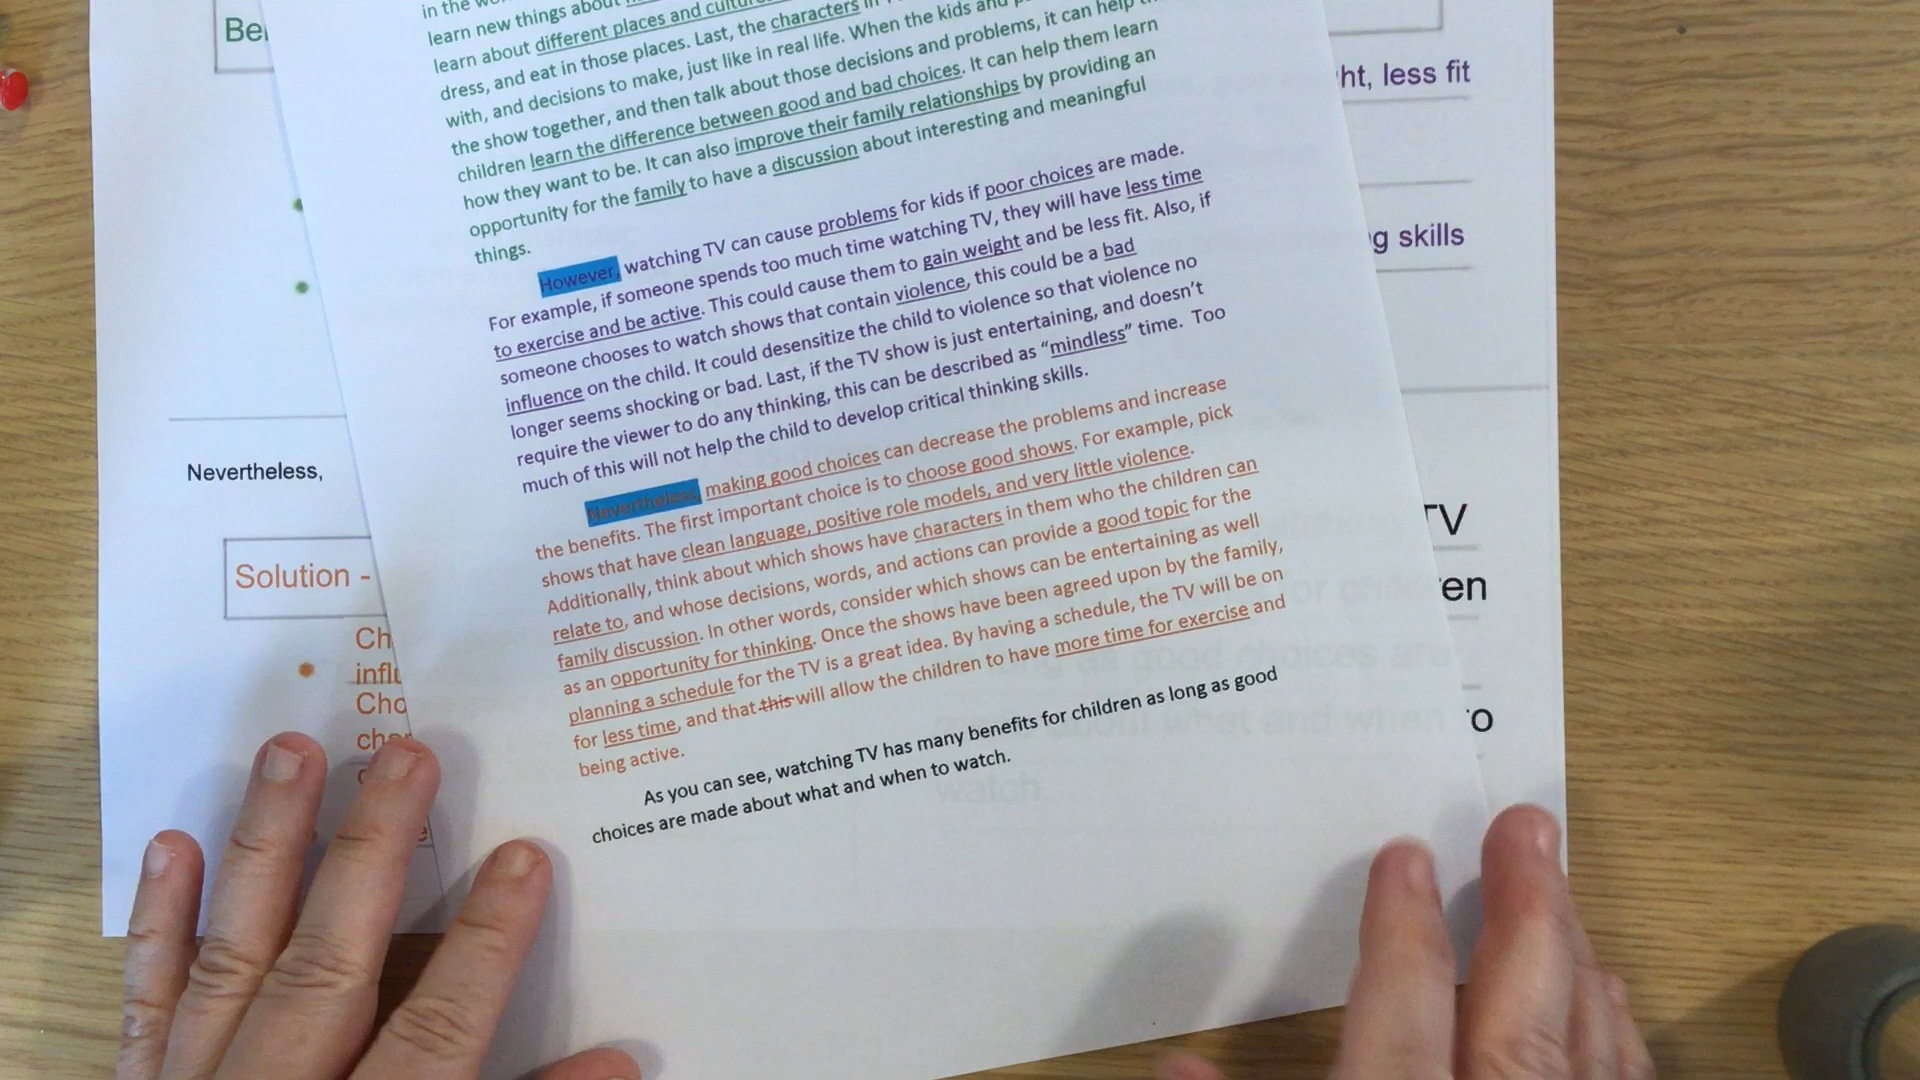 in the
learn new things about
learn about different places and
dress, and eat in those places. Last, the characters in
with, and decisions to make, just like in real life. When the kids and
the show together, and then talk about those decisions and problems, it can help
children learn the difference between good and bad choices. It can help them learn
how they want to be. It can also improve their family relationships by providing an
opportunity for the family to have a discussion about interesting and meaningful
things.
However, watching TV can cause problems for kids if poor choices are made.
For example, if someone spends too much time watching TV, they will have less time
to exercise and be active. This could cause them to gain weight and be less fit. Also, if
someone chooses to watch shows that contain violence, this could be a bad
influence on the child. It could desensitize the child to violence so that violence no
longer seems shocking or bad. Last, if the TV show is just entertaining, and doesn't
require the viewer to do any thinking, this can be described as "mindless" time. Too
much of this will not help the child to develop critical thinking skills.
Nevertheless, making good choices can decrease the problems and increase
the benefits. The first important choice is to choose good shows. For example, pick
shows that have clean language, positive role models, and very little violence.
Additionally, think about which shows have characters in them who the children can
relate to, and whose decisions, words, and actions can provide a good topic for the
family discussion. In other words, consider which shows can be entertaining as well
as an opportunity for thinking. Once the shows have been agreed upon by the family,
planning a schedule for the TV is a great idea. By having a schedule, the TV will be on
for less time, and that this will allow the children to have more time for exercise and
being active.
As you can see, watching TV has many benefits for children as long as good
choices are made about what and when to watch.
Nevertheless,
Solution -
ht, less fit
g skills
TV
en